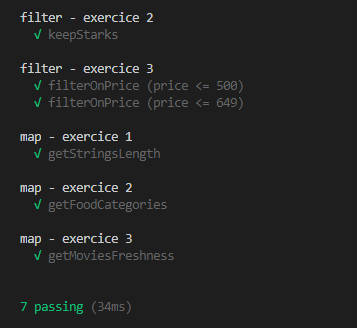 filter - exercice 2
√ keepStarks
filter - exercice 3
√ filterOnPrice (price <= 500)
√ filterOnPrice (price <= 649)
map - exercice 1
√ getStringsLength
map - exercice 2
√ getFoodCategories
map - exercice 3
√ getMoviesFreshness
7 passing (34ms)